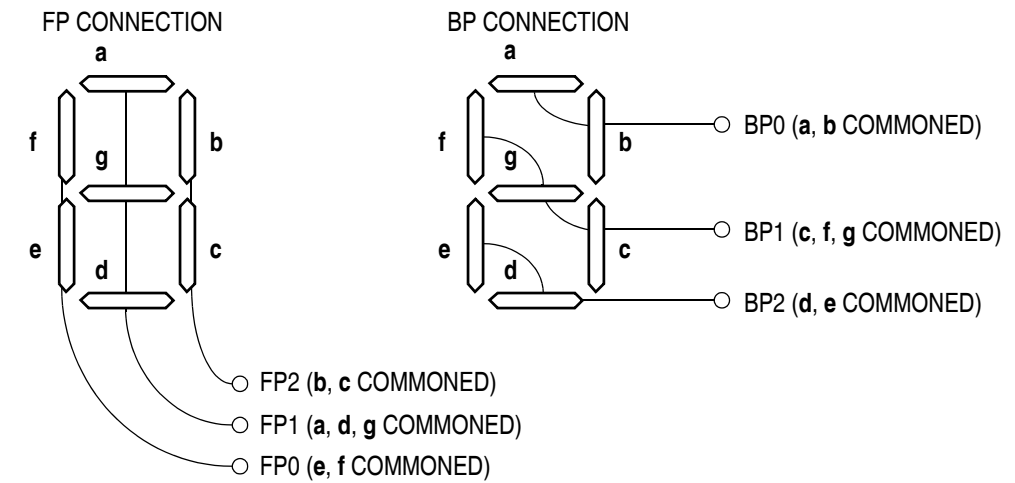 FP CONNECTION
a
f
b
g
e
c
d
FP2 (b, c COMMONED)
FP1 (a, d, g COMMONED)
FP0 (e, f COMMONED)
BP CONNECTION
a
f
b
g
e
c
d
BP0 (a, b COMMONED)
BP1 (c, f, g COMMONED)
BP2 (d, e COMMONED)